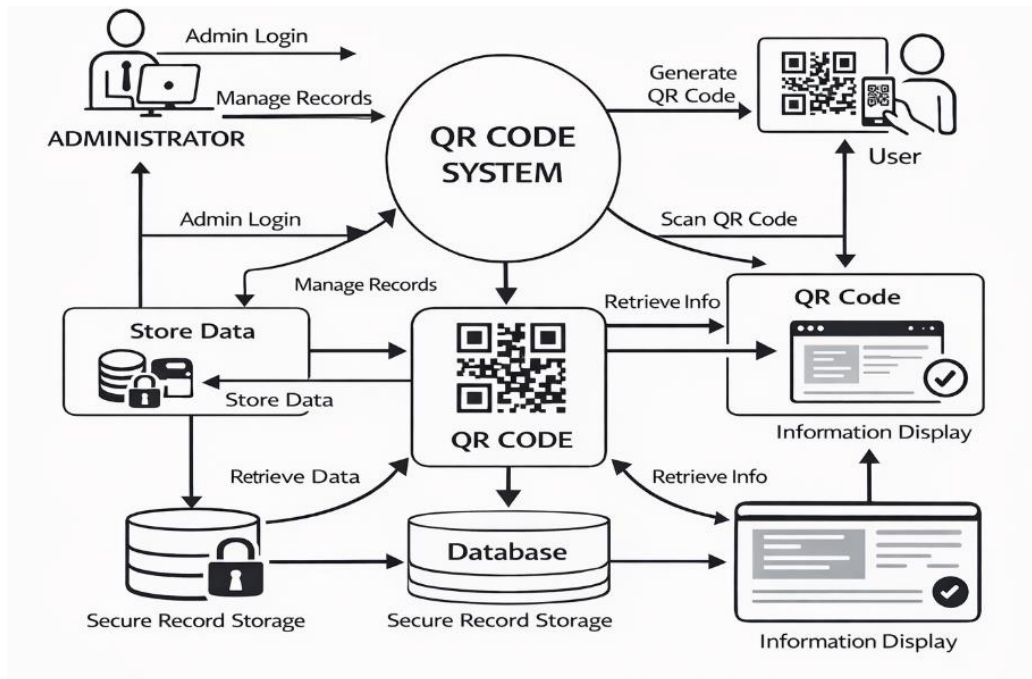 Admin Login
Manage Records
ADMINISTRATOR
QR CODE
SYSTEM
Generate
QR Code
User
Admin Login
Scan QR Code
Manage Records
Store Data
Retrieve Info
QR Code
Store Data
QR CODE
Information Display
Retrieve Data
Retrieve Info
Database
Secure Record Storage
Secure Record Storage
Information Display